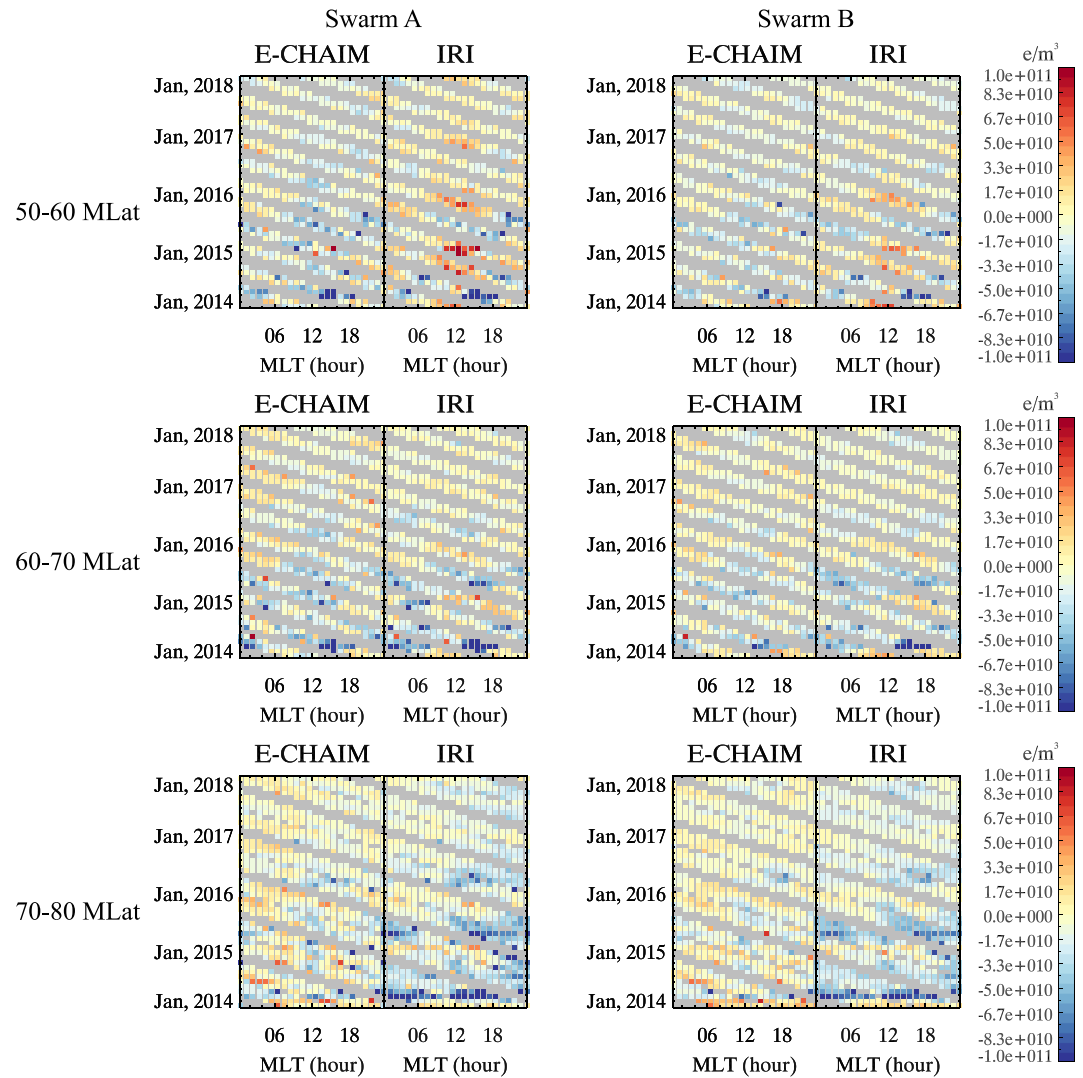 Swarm A Swarm B
E-CHAIM IRI E-CHAIM IRI e/m³
50-60 MLat
Jan, 2018
Jan, 2017
Jan, 2016
Jan, 2015
Jan, 2014
06 12 18 06 12 18
MLT (hour) MLT (hour)
Jan, 2018
Jan, 2017
Jan, 2016
Jan, 2015
Jan, 2014
06 12 18 06 12 18
MLT (hour) MLT (hour)
1.0e+011
8.3e+010
6.7e+010
5.0e+010
3.3e+010
1.7e+010
0.0e+000
-1.7e+010
-3.3e+010
-5.0e+010
-6.7e+010
-8.3e+010
-1.0e+011
E-CHAIM IRI E-CHAIM IRI e/m³
60-70 MLat
Jan, 2018
Jan, 2017
Jan, 2016
Jan, 2015
Jan, 2014
06 12 18 06 12 18
MLT (hour) MLT (hour)
Jan, 2018
Jan, 2017
Jan, 2016
Jan, 2015
Jan, 2014
06 12 18 06 12 18
MLT (hour) MLT (hour)
1.0e+011
8.3e+010
6.7e+010
5.0e+010
3.3e+010
1.7e+010
0.0e+000
-1.7e+010
-3.3e+010
-5.0e+010
-6.7e+010
-8.3e+010
-1.0e+011
E-CHAIM IRI E-CHAIM IRI e/m³
70-80 MLat
Jan, 2018
Jan, 2017
Jan, 2016
Jan, 2015
Jan, 2014
06 12 18 06 12 18
MLT (hour) MLT (hour)
Jan, 2018
Jan, 2017
Jan, 2016
Jan, 2015
Jan, 2014
06 12 18 06 12 18
MLT (hour) MLT (hour)
1.0e+011
8.3e+010
6.7e+010
5.0e+010
3.3e+010
1.7e+010
0.0e+000
-1.7e+010
-3.3e+010
-5.0e+010
-6.7e+010
-8.3e+010
-1.0e+011